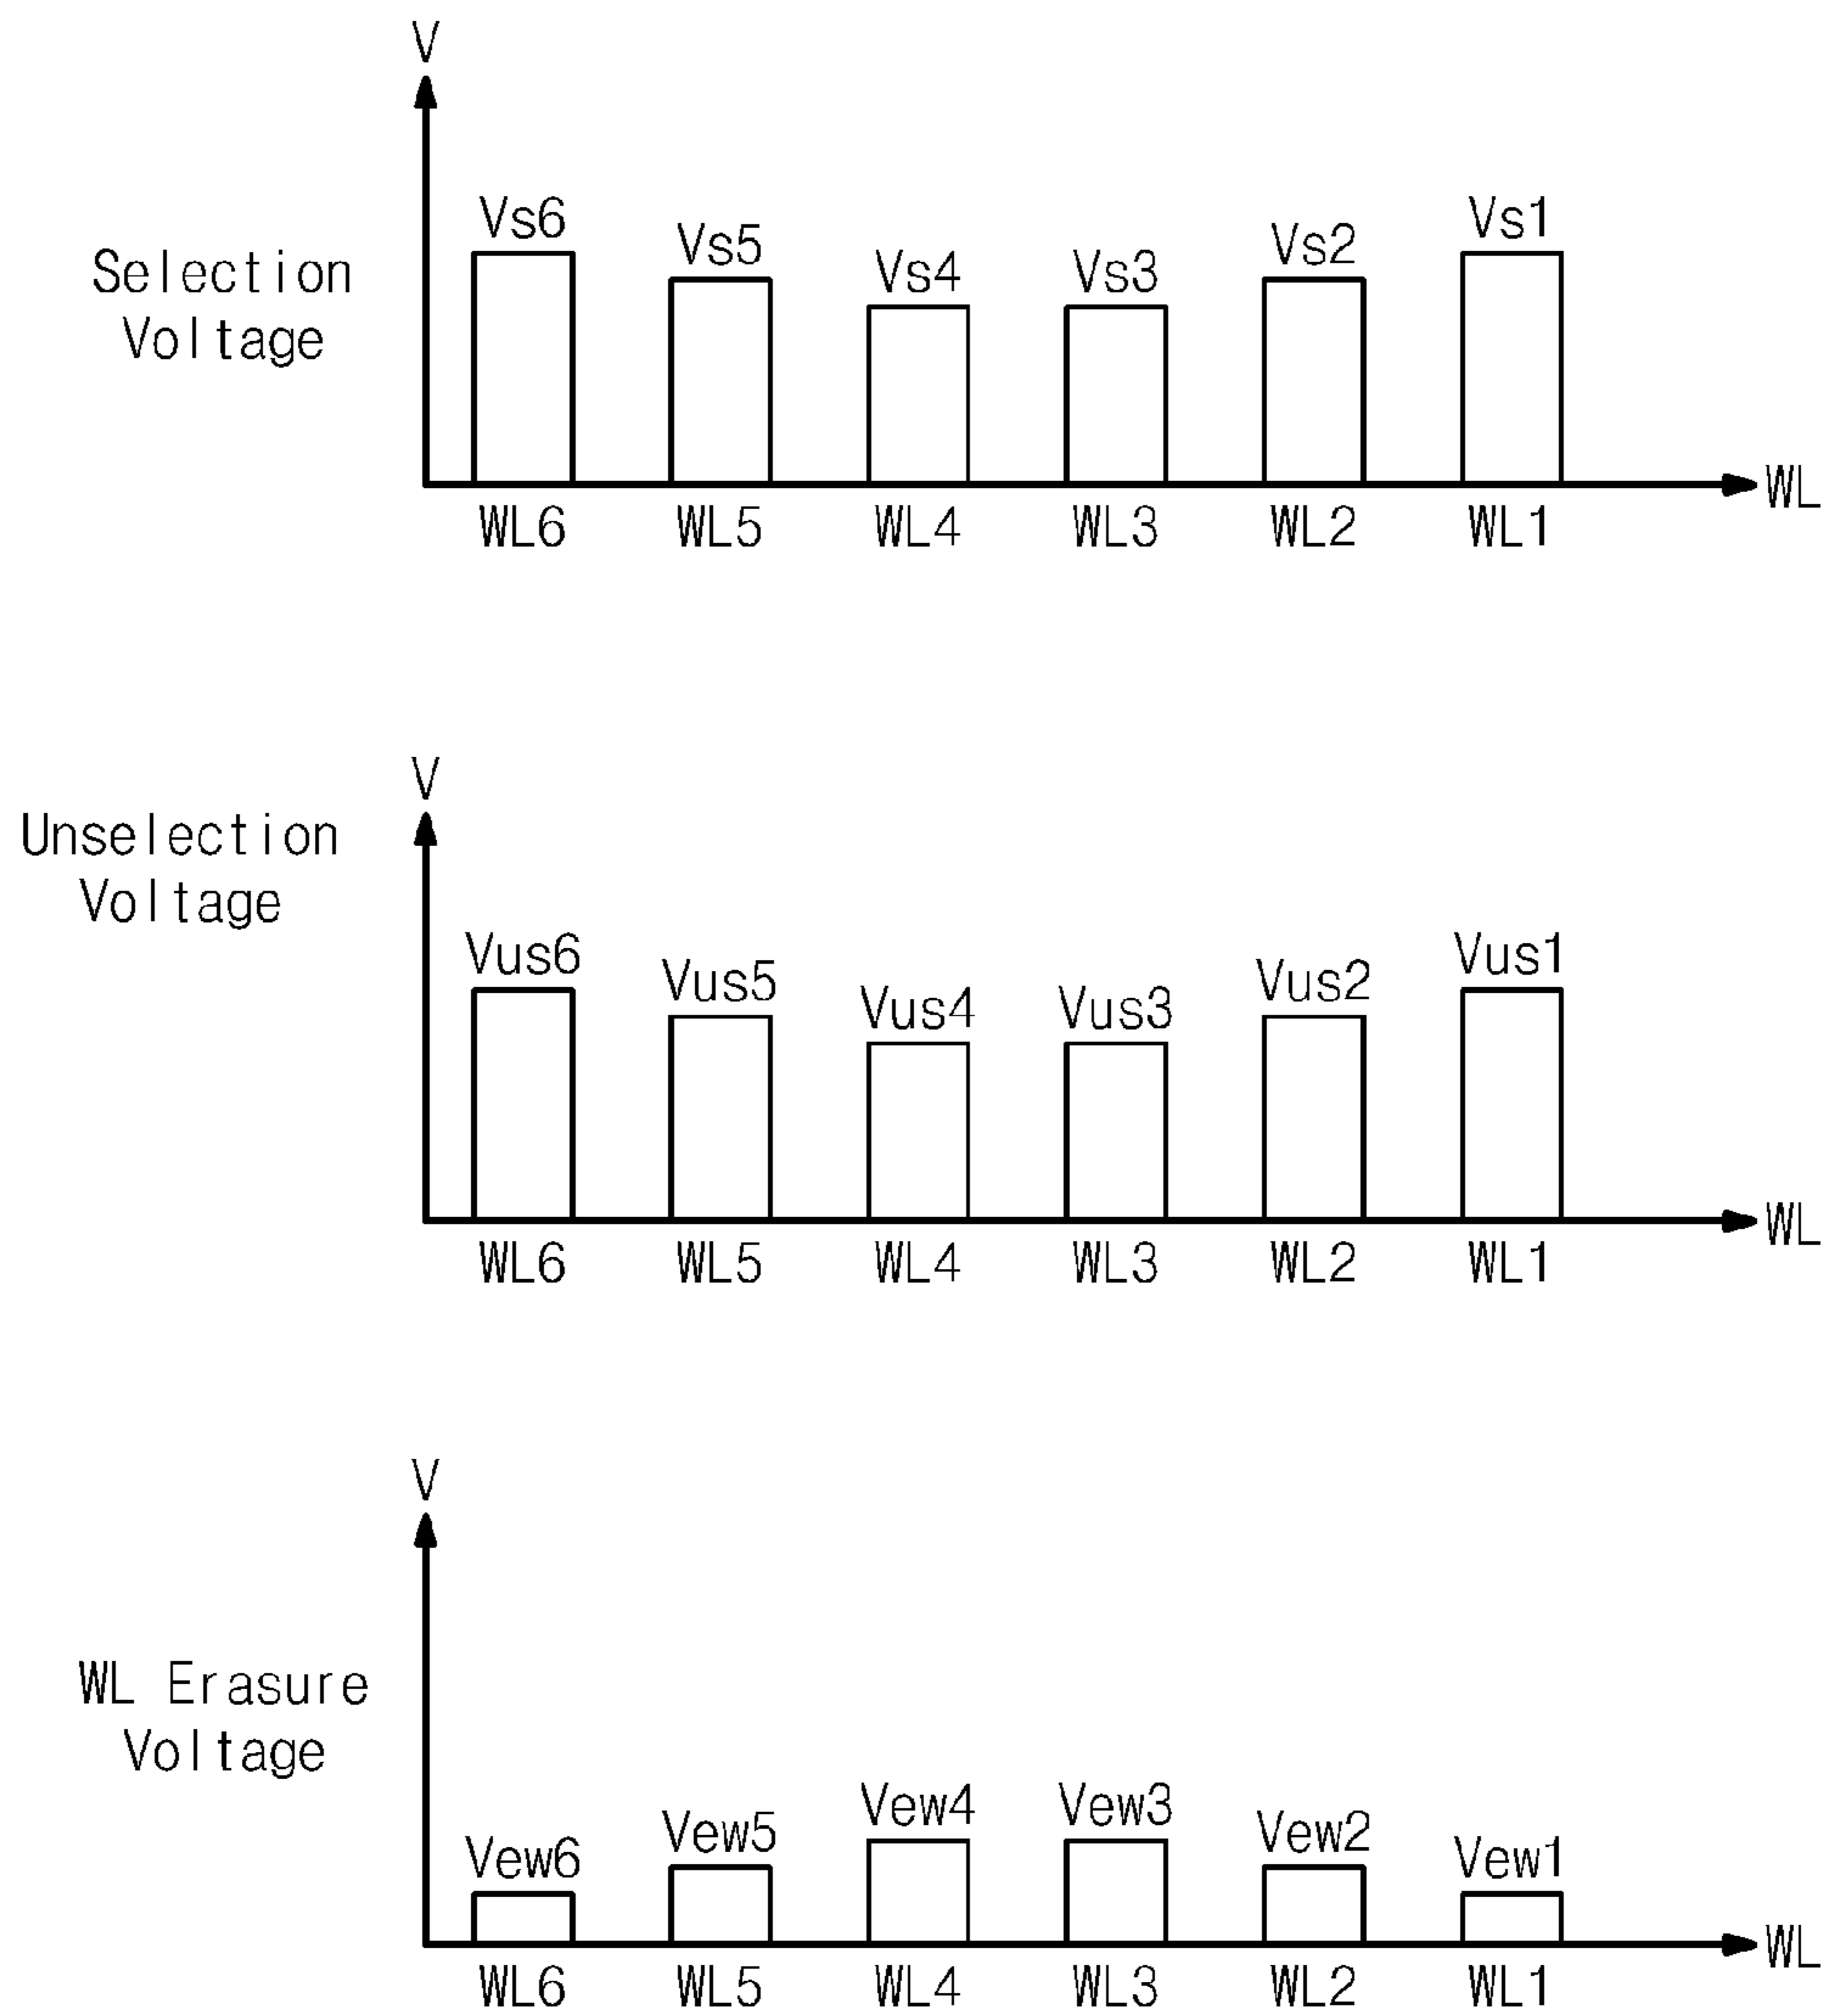 V
Vs6 Vs5 Vs4 Vs3 Vs2 Vs1
Selection
Voltage
WL
WL6 WL5 WL4 WL3 WL2 WL1
V
Unselection
Voltage
Vus6 Vus5 Vus4 Vus3 Vus2 Vus1
WL
WL6 WL5 WL4 WL3 WL2 WL1
V
WL Erasure
Voltage
Vew6 Vew5 Vew4 Vew3 Vew2 Vew1
WL
WL6 WL5 WL4 WL3 WL2 WL1